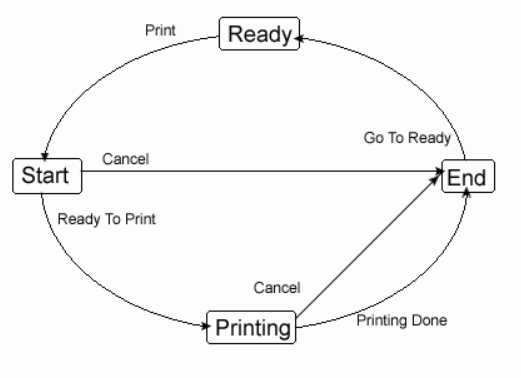 Print
Ready
Go To Ready
Cancel
Start
End
Ready To Print
Cancel
Printing
Printing Done